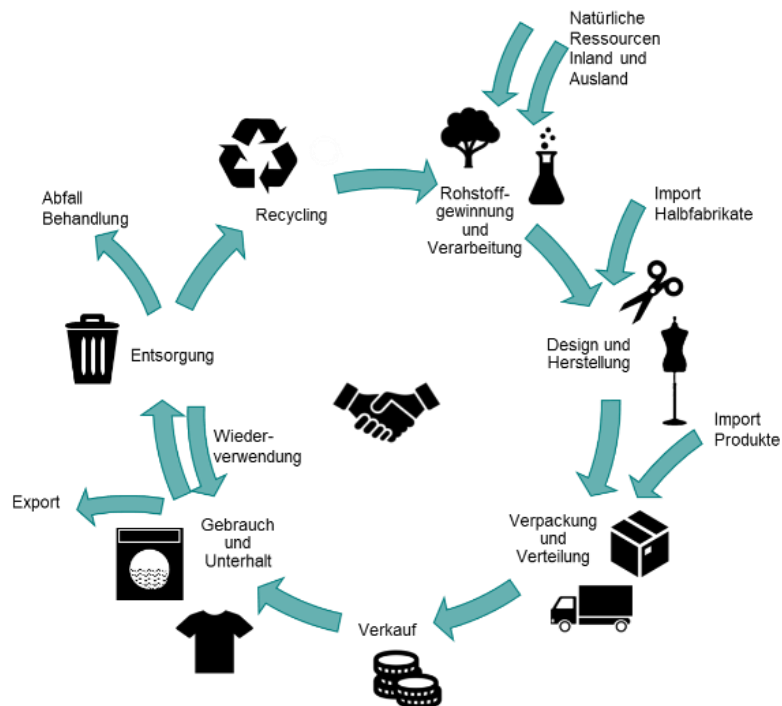 Natürliche
Ressourcen
Inland und
Ausland
Rohstoff-
gewinnung
und
Verarbeitung
Import
Halbfabrikate
Design und
Herstellung
Import
Produkte
Verpackung
und
Verteilung
Verkauf
Gebrauch
und
Unterhalt
Export
Wieder-
verwendung
Entsorgung
Abfall
Behandlung
Recycling